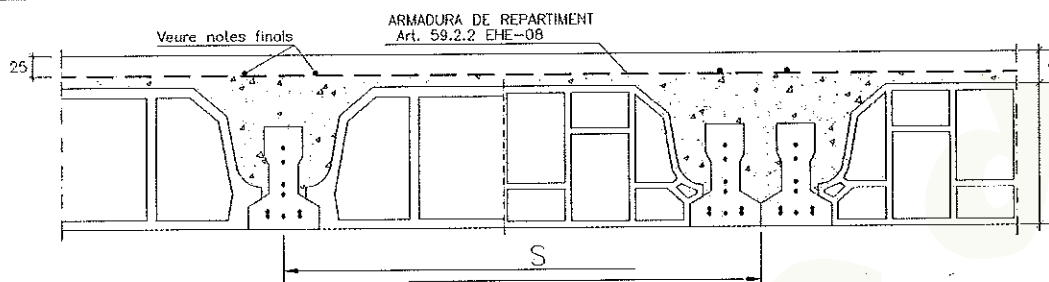 ARMADURA DE REPARTIMENT
Veure notes finals
Art. 59.2.2 EHE-08
25
S